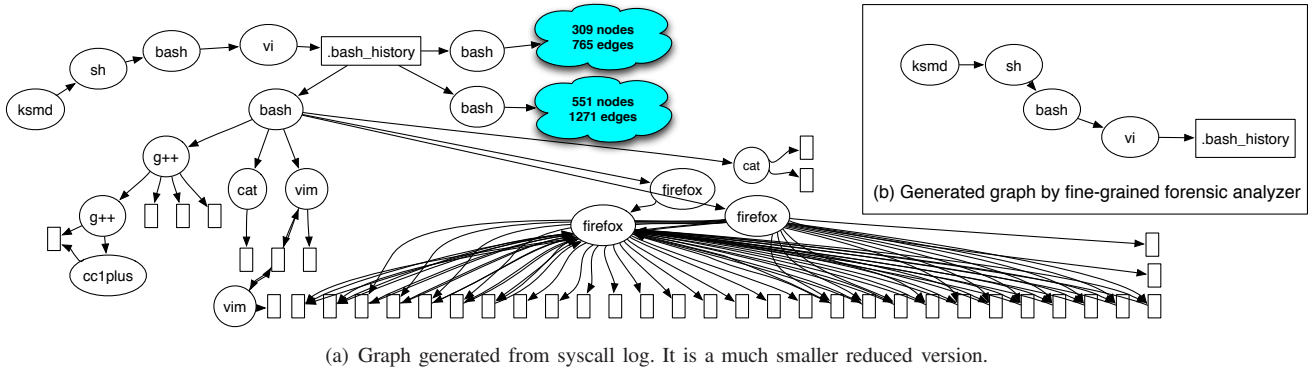 309 nodes
765 edges
bash
vi
.bash_history
bash
sh
ksmd
bash
bash
551 nodes
1271 edges
g++
cat
vim
cat
firefox
g++
firefox
firefox
cc1plus
vim
ksmd
sh
bash
vi
.bash_history
(b) Generated graph by fine-grained forensic analyzer
(a) Graph generated from syscall log. It is a much smaller reduced version.